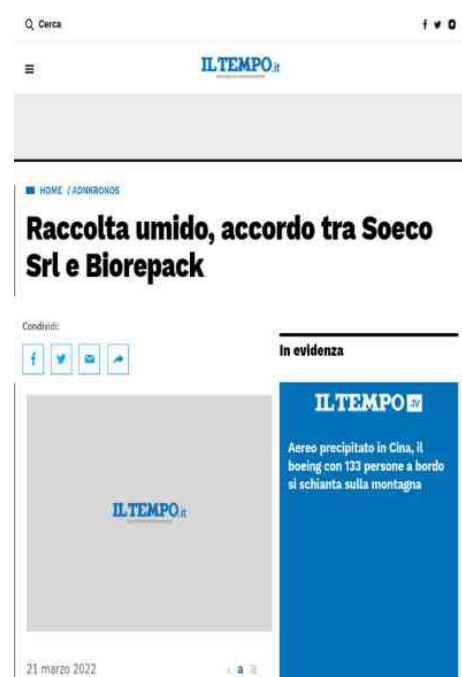 Cerca
IL TEMPO.it
HOME / ADNKRONOS
Raccolta umido, accordo tra Soeco
Srl e Biorepack
Condividi:
In evidenza
IL TEMPO.TV
Aereo precipitato in Cina, il
boeing con 133 persone a bordo
si schianta sulla montagna
IL TEMPO.it
21 marzo 2022
a a a